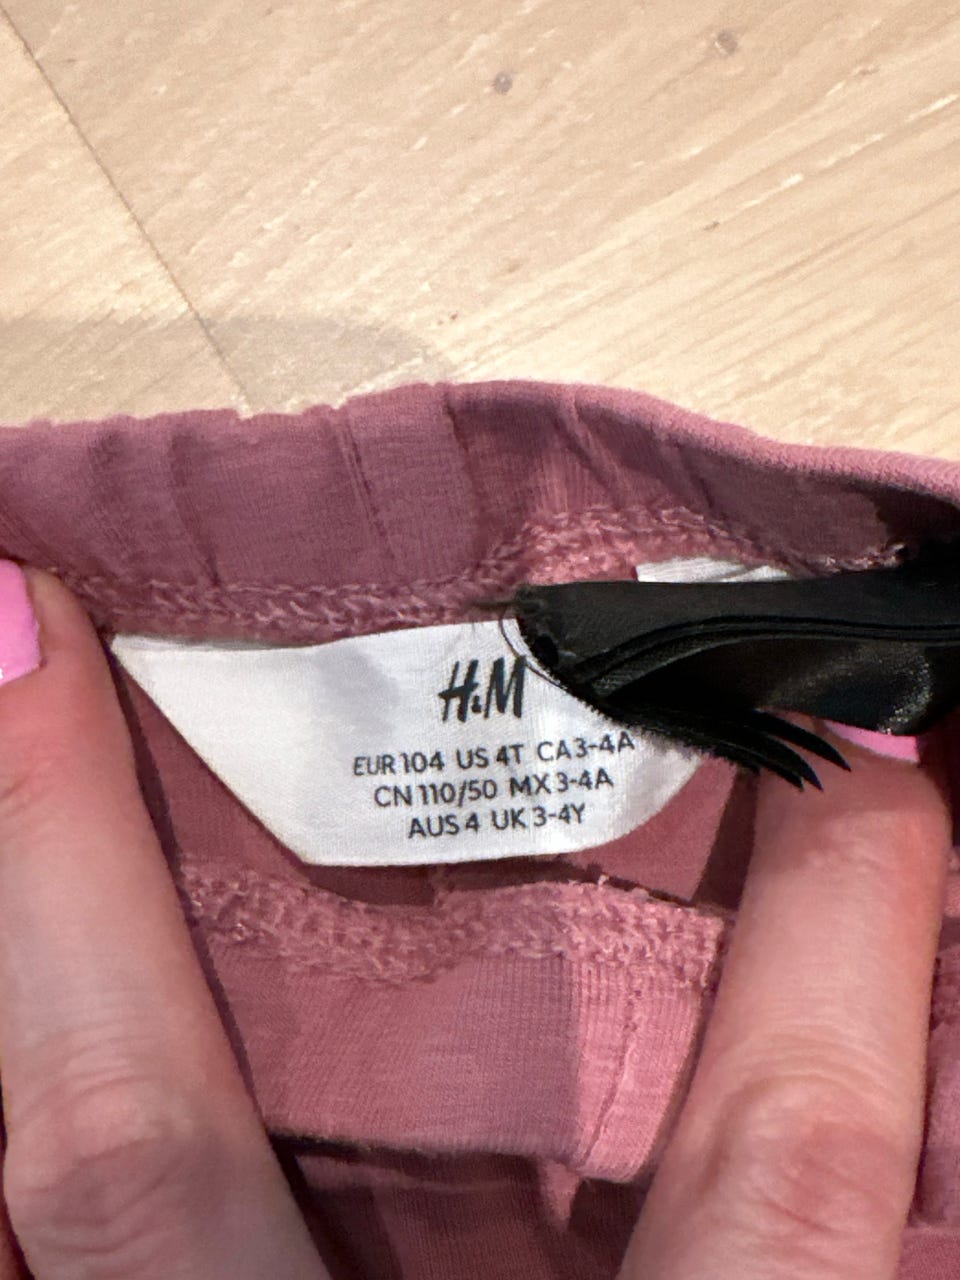 H&M
EUR 104 US 4T CA 3-4A
CN 110/50 MX 3-4A
AUS 4 UK 3-4Y